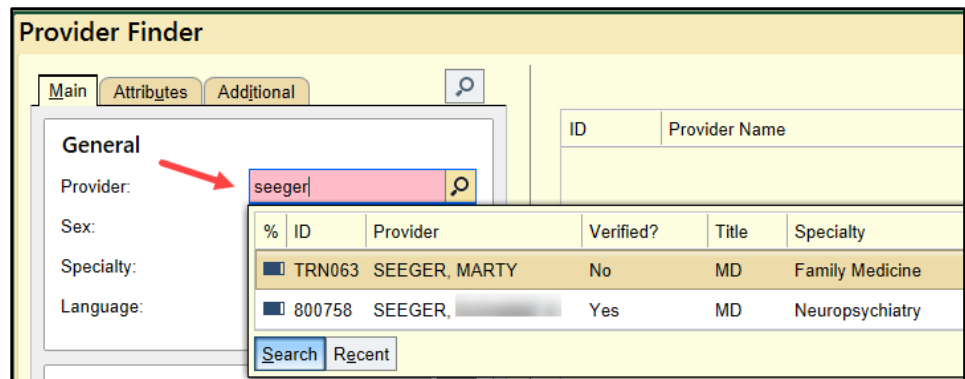 Provider Finder
Main Attributes Additional
ID Provider Name
General
Provider: seeger
Sex:
% ID Provider Verified? Title Specialty
Specialty:
TRN063 SEEGER, MARTY No MD Family Medicine
Language:
800758 SEEGER, Yes MD Neuropsychiatry
Search Recent